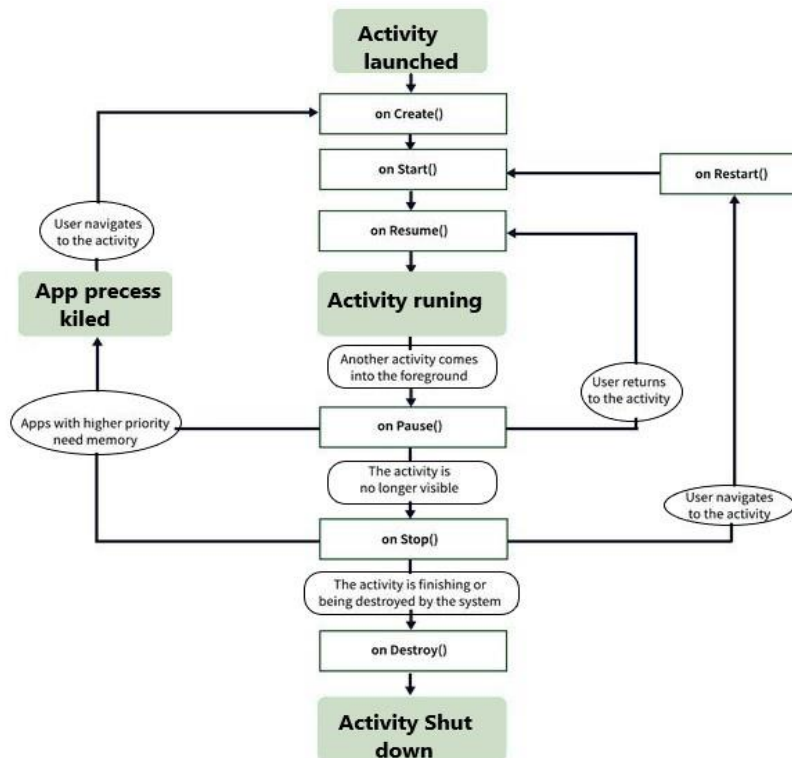 Activity
launched
on Create()
on Start()
on Restart()
User navigates
to the activity
on Resume()
App precess
kiled
Activity runing
Another activity comes
into the foreground
User returns
to the activity
Apps with higher priority
need memory
on Pause()
The activity is
no longer visible
User navigates
to the activity
on Stop()
The activity is finishing or
being destroyed by the system
on Destroy()
Activity Shut
down